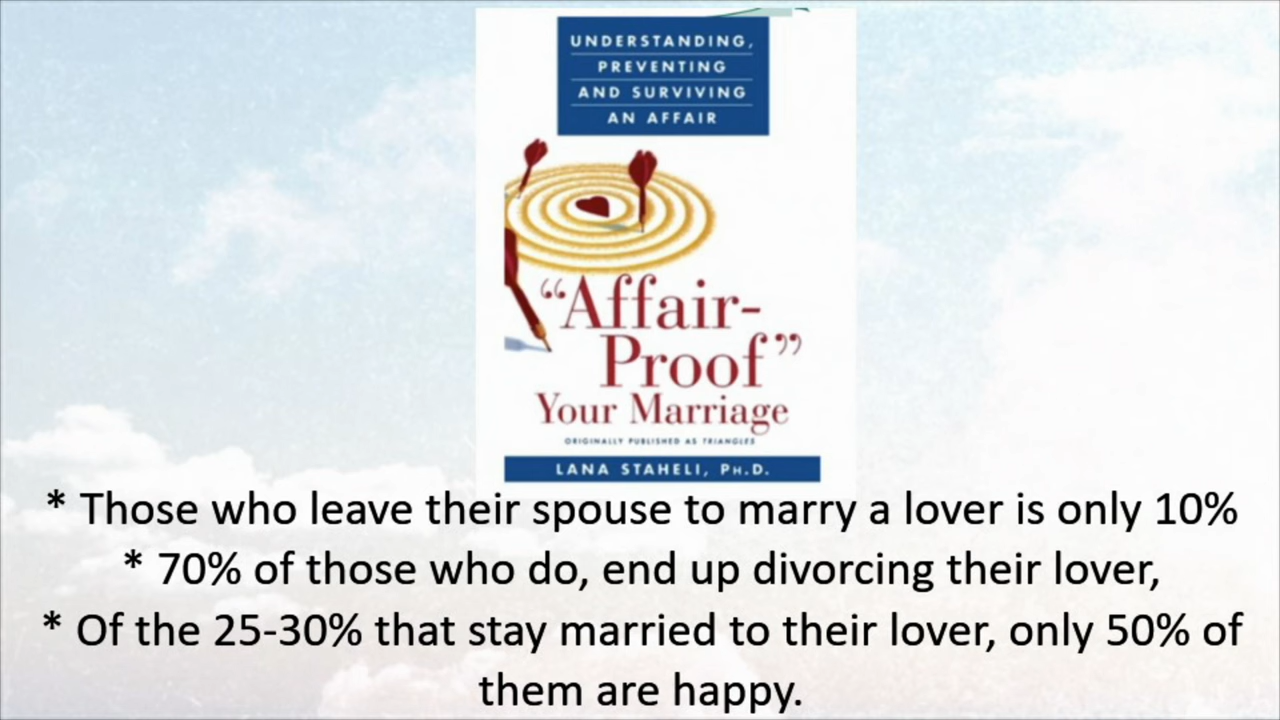 UNDERSTANDING,
PREVENTING
AND SURVIVING
AN AFFAIR
“Affair-
Proof”
Your Marriage
ORIGINALLY PUBLISHED AS TRIANGLES
LANA STAHELI, PH.D.
* Those who leave their spouse to marry a lover is only 10%
* 70% of those who do, end up divorcing their lover,
* Of the 25-30% that stay married to their lover, only 50% of
them are happy.